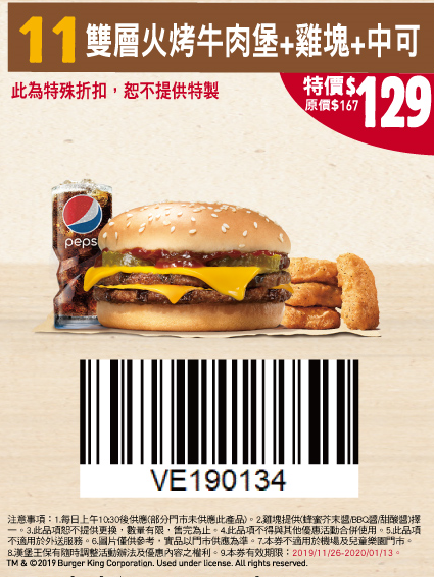 11 雙層火烤牛肉堡+雞塊+中可
此為特殊折扣，恕不提供特製
特價$129
原價$167
pepsi
VE190134
注意事項：1.每日上午10:30後供應(部分門市未供應此產品)。2.雞塊提供(蜂蜜芥末醬/BBQ醬/甜酸醬)擇
一。3.此項品恕不提供更換，數量有限，售完為止。4.此品項不得與其他優惠活動合併使用。5.此品項
不適用於外送服務。6.圖片僅供參考，實品以門市供應為準。7.本券不適用於機場及兒童樂園門市。
8.漢堡王保有隨時調整活動辦法及優惠內容之權利。9.本券有效期限：2019/11/26-2020/01/13。
TM & ©2019 Burger King Corporation. Used under license. All rights reserved.